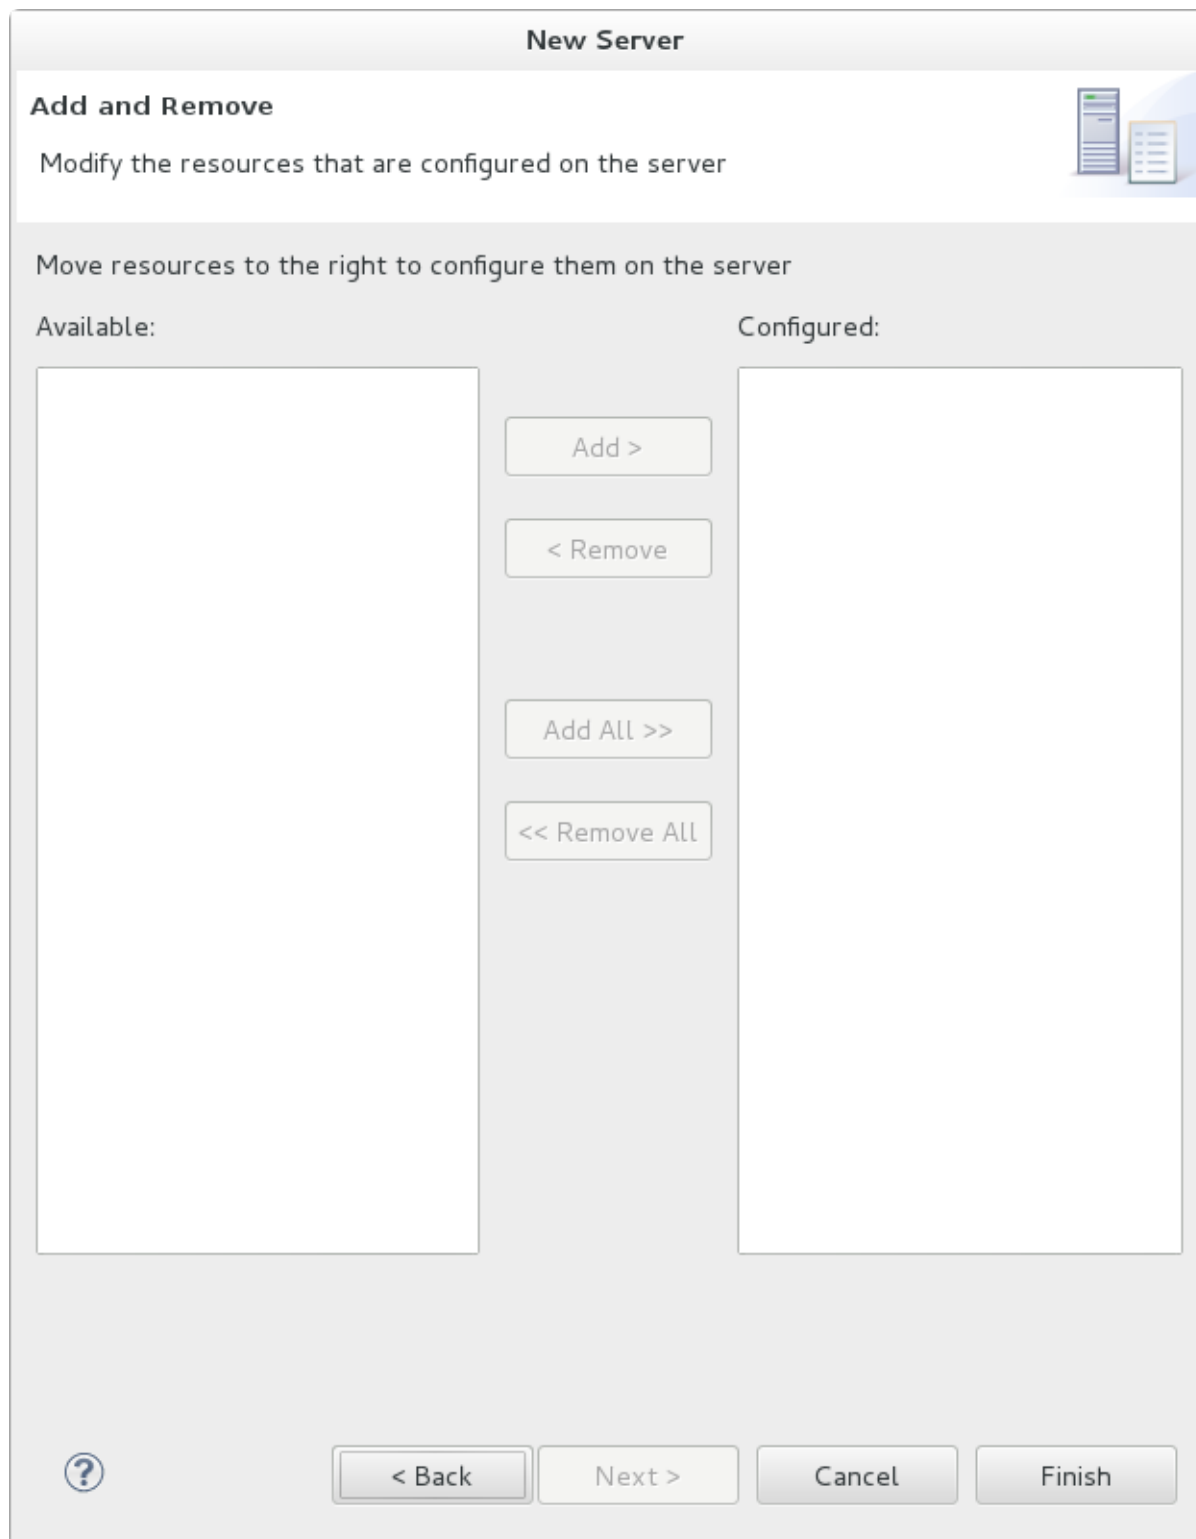 New Server
Add and Remove
Modify the resources that are configured on the server
Move resources to the right to configure them on the server
Available:
Configured:
Add >
< Remove
Add All >>
<< Remove All
?
< Back
Next >
Cancel
Finish